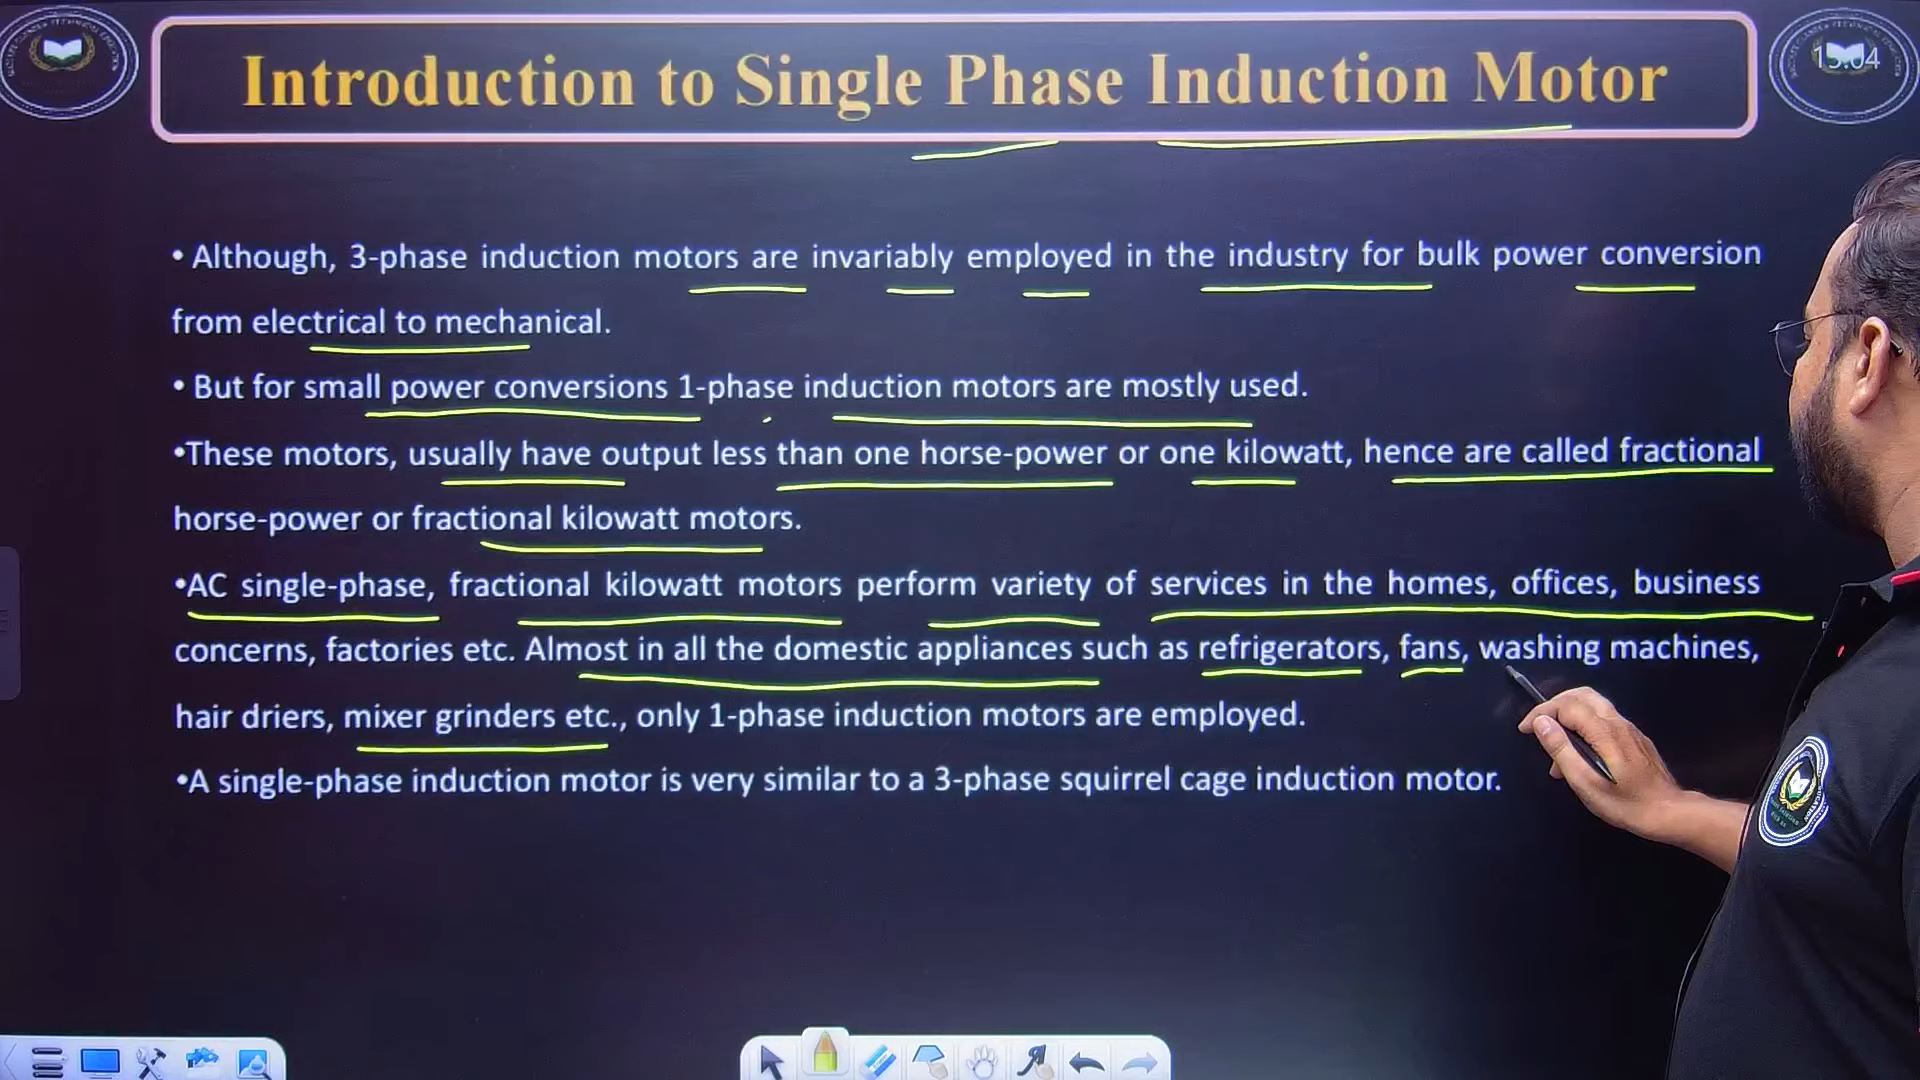 Introduction to Single Phase Induction Motor
15:04
• Although, 3-phase induction motors are invariably employed in the industry for bulk power conversion
from electrical to mechanical.
• But for small power conversions 1-phase induction motors are mostly used.
•These motors, usually have output less than one horse-power or one kilowatt, hence are called fractional
horse-power or fractional kilowatt motors.
•AC single-phase, fractional kilowatt motors perform variety of services in the homes, offices, business
concerns, factories etc. Almost in all the domestic appliances such as refrigerators, fans, washing machines,
hair driers, mixer grinders etc., only 1-phase induction motors are employed.
•A single-phase induction motor is very similar to a 3-phase squirrel cage induction motor.